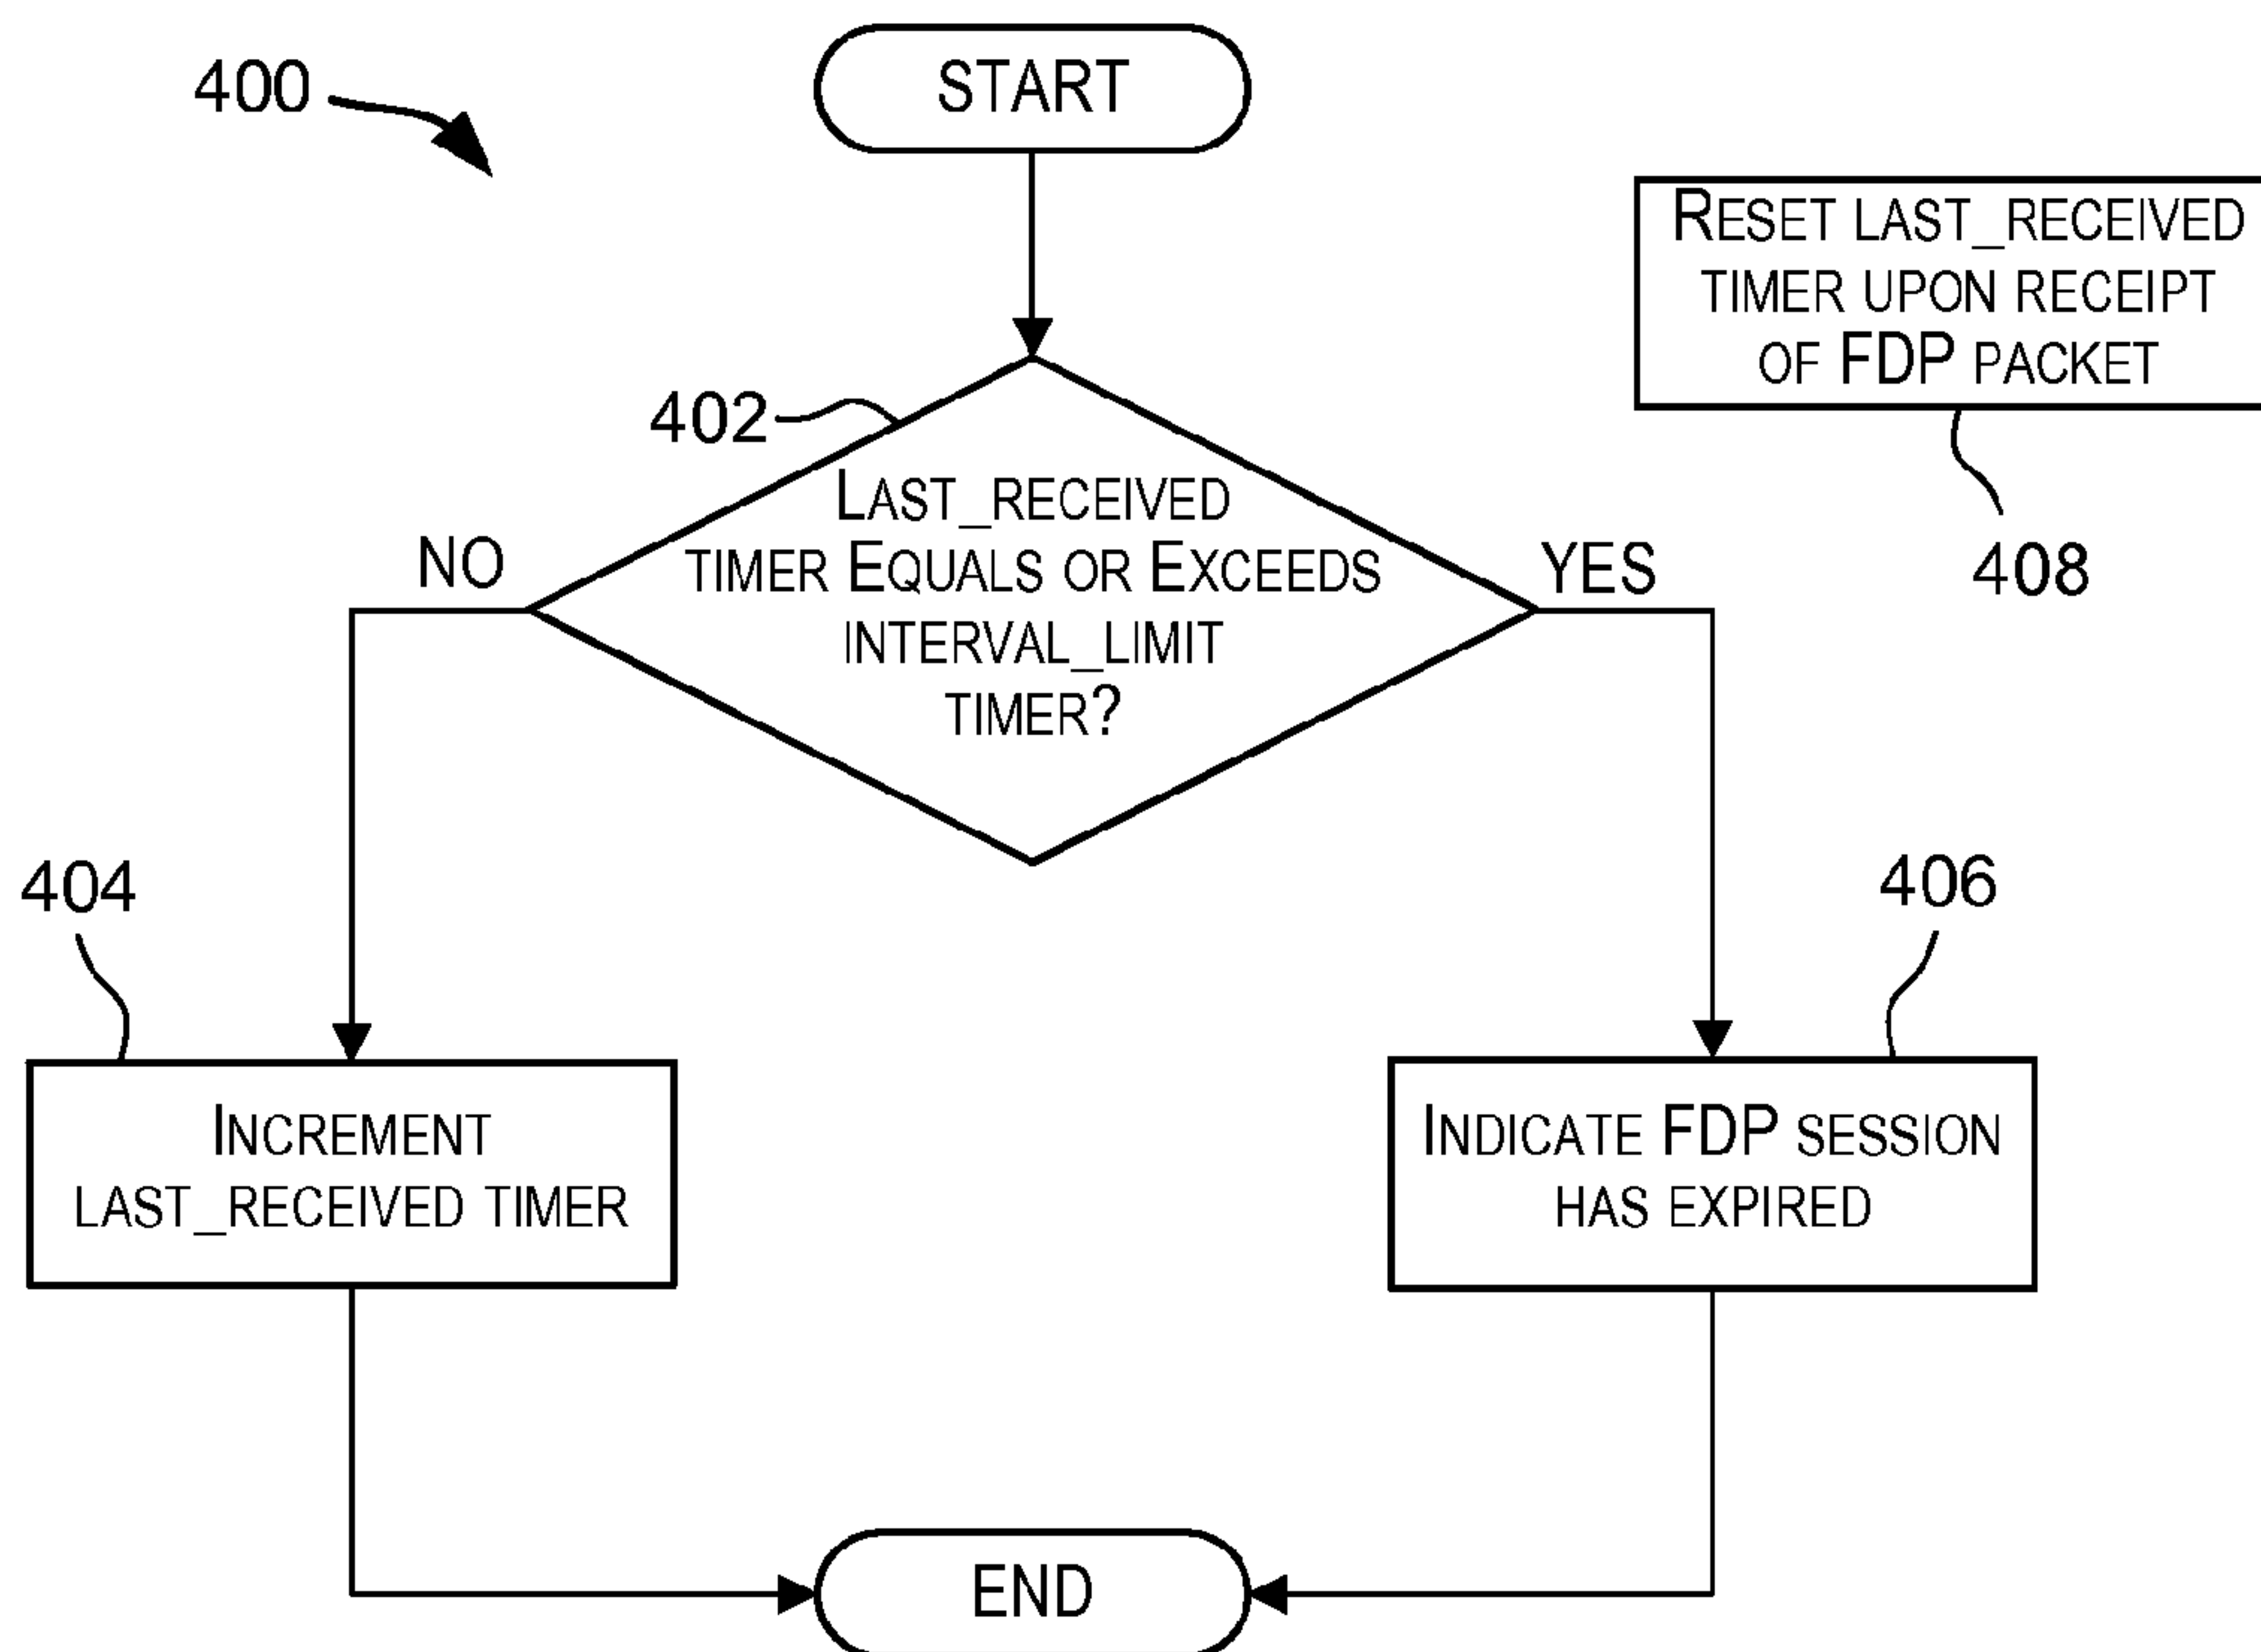 400
START
RESET LAST_RECEIVED
TIMER UPON RECEIPT
OF FDP PACKET
408
402
LAST_RECEIVED
TIMER EQUALS OR EXCEEDS
INTERVAL_LIMIT
TIMER?
NO
YES
404
INCREMENT
LAST_RECEIVED TIMER
406
INDICATE FDP SESSION
HAS EXPIRED
END